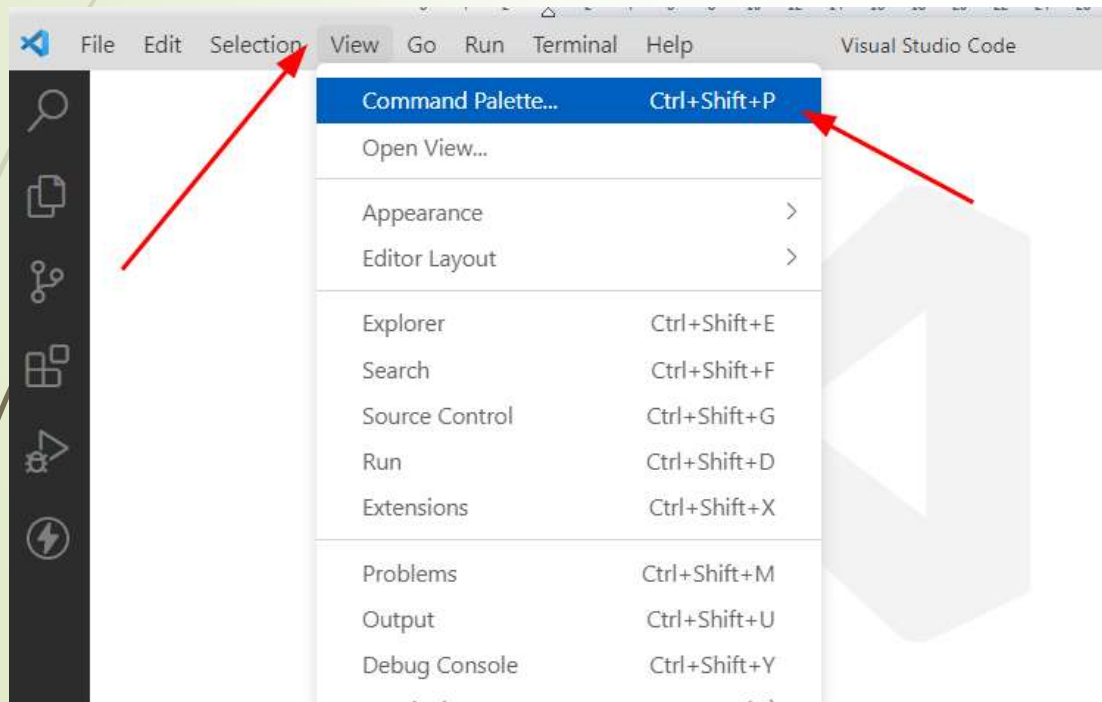 File Edit Selection View Go Run Terminal Help Visual Studio Code
Command Palette... Ctrl+Shift+P
Open View...
Appearance
Editor Layout
Explorer Ctrl+Shift+E
Search Ctrl+Shift+F
Source Control Ctrl+Shift+G
Run Ctrl+Shift+D
Extensions Ctrl+Shift+X
Problems Ctrl+Shift+M
Output Ctrl+Shift+U
Debug Console Ctrl+Shift+Y